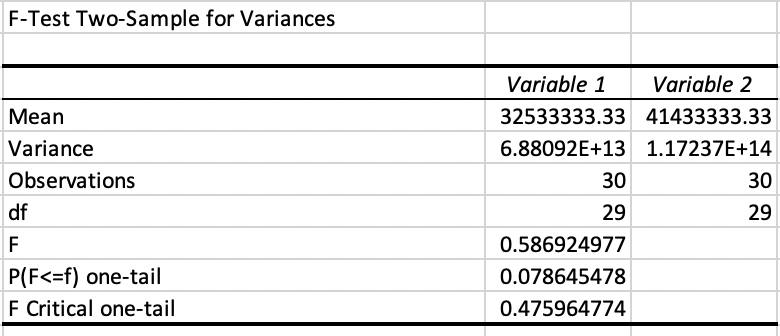 F-Test Two-Sample for Variances
Variable 1 Variable 2
Mean 32533333.33 41433333.33
Variance 6.88092E+13 1.17237E+14
Observations 30 30
df 29 29
F 0.586924977
P(F<=f) one-tail 0.078645478
F Critical one-tail 0.475964774